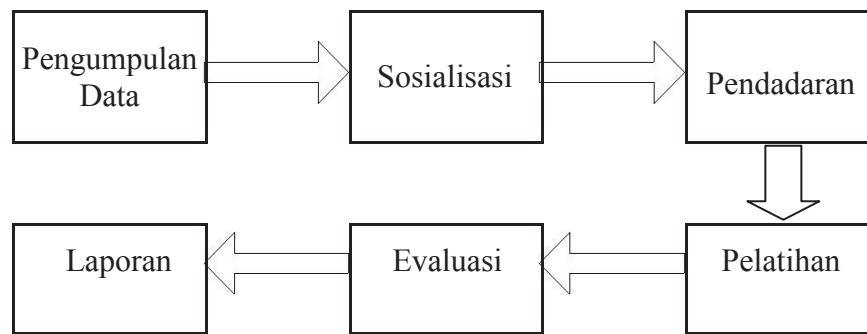 Pengumpulan
Data
Sosialisasi
Pendadaran
Pelatihan
Evaluasi
Laporan